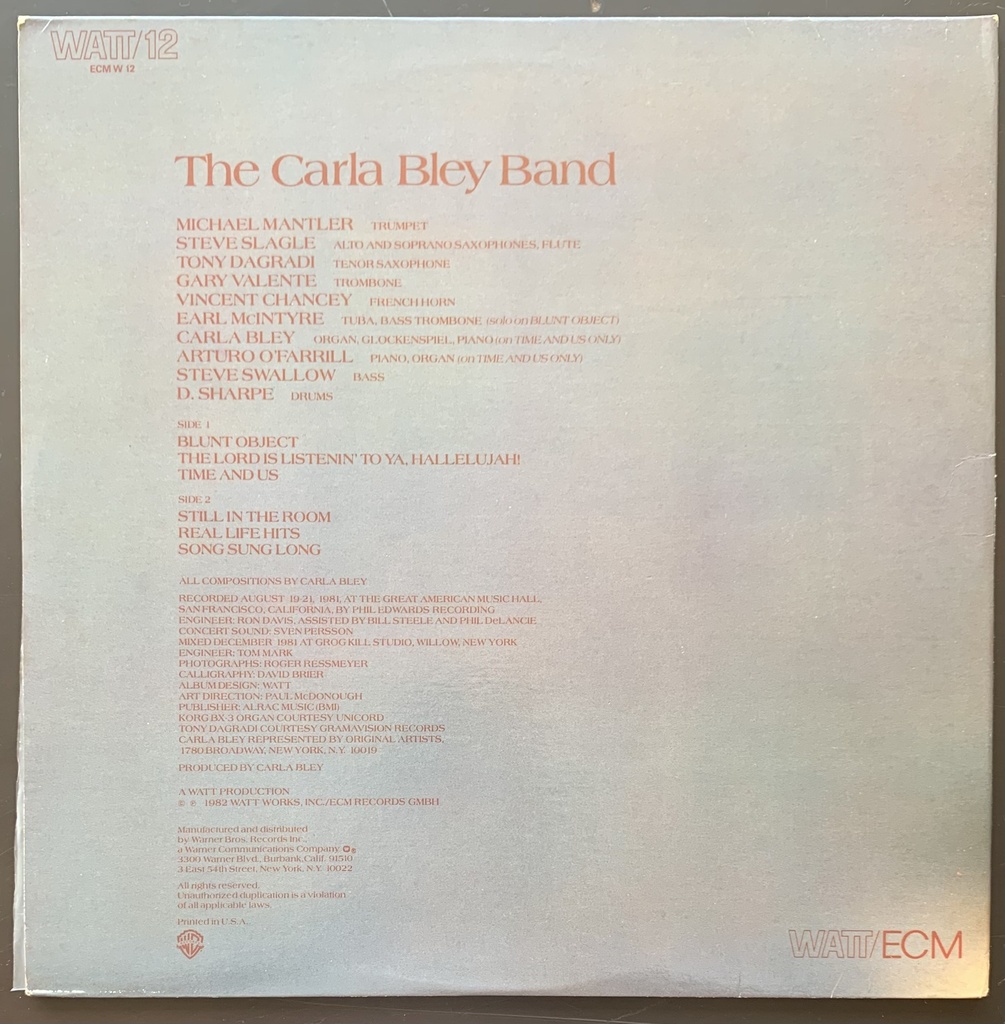 WATT/12
ECM W 12
The Carla Bley Band
MICHAEL MANTLER TRUMPET
STEVE SLAGLE ALTO AND SOPRANO SAXOPHONES, FLUTE
TONY DAGRADI TENOR SAXOPHONE
GARY VALENTE TROMBONE
VINCENT CHANCEY FRENCH HORN
EARL McINTYRE TUBA, BASS TROMBONE (solo on BLUNT OBJECT)
CARLA BLEY ORGAN, GLOCKENSPIEL, PIANO (on TIME AND US ONLY)
ARTURO O'FARRILL PIANO, ORGAN (on TIME AND US ONLY)
STEVE SWALLOW BASS
D. SHARPE DRUMS
SIDE 1
BLUNT OBJECT
THE LORD IS LISTENIN' TO YA, HALLELUJAH!
TIME AND US
SIDE 2
STILL IN THE ROOM
REAL LIFE HITS
SONG SUNG LONG
ALL COMPOSITIONS BY CARLA BLEY
RECORDED AUGUST 19-21, 1981, AT THE GREAT AMERICAN MUSIC HALL,
SAN FRANCISCO, CALIFORNIA, BY PHIL EDWARDS RECORDING
ENGINEER: RON DAVIS, ASSISTED BY BILL STEELE AND PHIL DeLANCIE
CONCERT SOUND: SVEN PERSSON
MIXED DECEMBER 1981 AT GROG KILL STUDIO, WILLOW, NEW YORK
ENGINEER: TOM MARK
PHOTOGRAPHS: ROGER RESSMEYER
CALLIGRAPHY: DAVID BRIER
ALBUM DESIGN: WATT
ART DIRECTION: PAUL McDONOUGH
PUBLISHER: ALRAC MUSIC (BMI)
KORG BX-3 ORGAN COURTESY UNICORD
TONY DAGRADI COURTESY GRAMAVISION RECORDS
CARLA BLEY REPRESENTED BY ORIGINAL ARTISTS,
1780 BROADWAY, NEW YORK, N.Y. 10019
PRODUCED BY CARLA BLEY
A WATT PRODUCTION
© ℗ 1982 WATT WORKS, INC./ECM RECORDS GMBH
Manufactured and distributed
by Warner Bros. Records Inc.,
a Warner Communications Company
3300 Warner Blvd., Burbank, Calif. 91510
3 East 54th Street, New York, N.Y. 10022
All rights reserved.
Unauthorized duplication is a violation
of all applicable laws.
Printed in U.S.A.
WATT/ECM